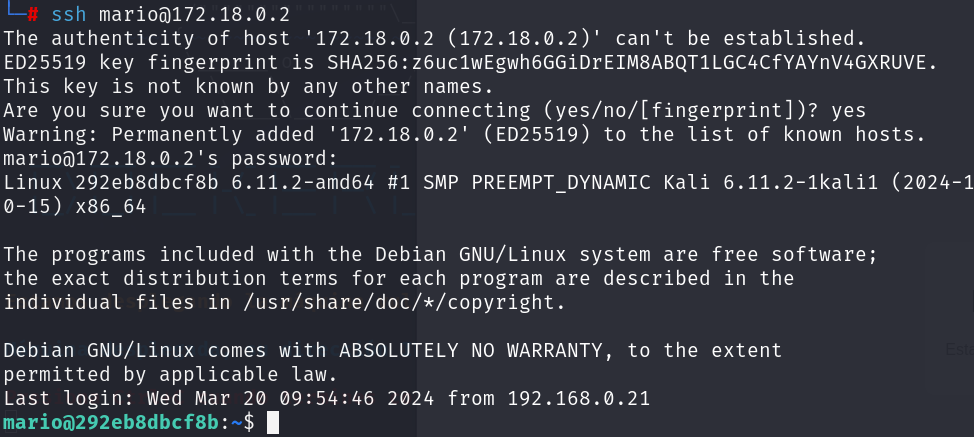 └─# ssh mario@172.18.0.2
The authenticity of host '172.18.0.2 (172.18.0.2)' can't be established.
ED25519 key fingerprint is SHA256:z6uc1wEgwh6GGiDrEIM8ABQT1LGC4CfYAYnV4GXRUVE.
This key is not known by any other names.
Are you sure you want to continue connecting (yes/no/[fingerprint])? yes
Warning: Permanently added '172.18.0.2' (ED25519) to the list of known hosts.
mario@172.18.0.2's password:
Linux 292eb8dbcf8b 6.11.2-amd64 #1 SMP PREEMPT_DYNAMIC Kali 6.11.2-1kali1 (2024-1
0-15) x86_64
The programs included with the Debian GNU/Linux system are free software;
the exact distribution terms for each program are described in the
individual files in /usr/share/doc/*/copyright.
Debian GNU/Linux comes with ABSOLUTELY NO WARRANTY, to the extent
permitted by applicable law.
Last login: Wed Mar 20 09:54:46 2024 from 192.168.0.21
mario@292eb8dbcf8b:~$